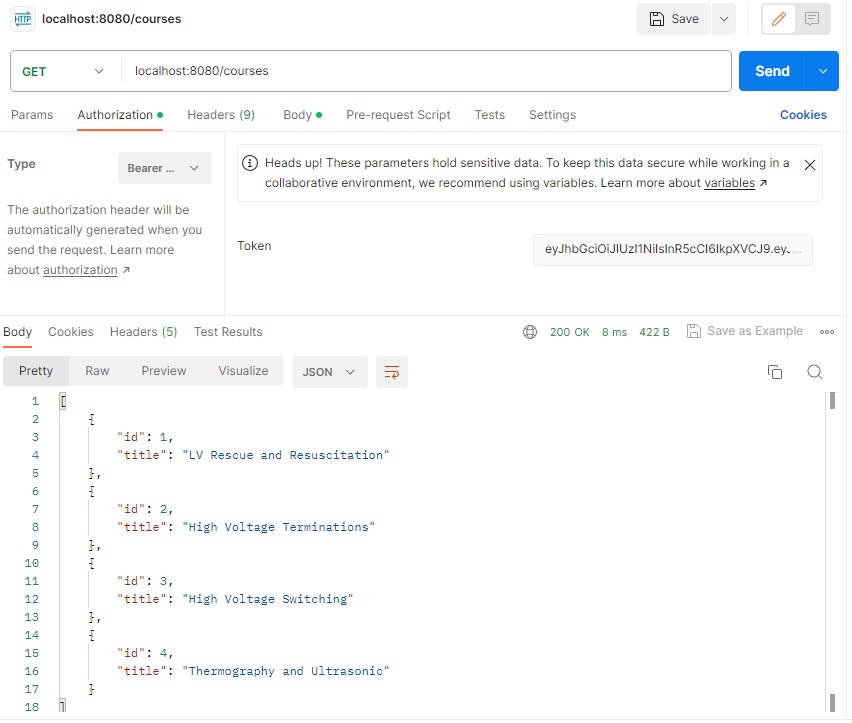 HTTP localhost:8080/courses Save
GET localhost:8080/courses Send
Params Authorization Headers (9) Body Pre-request Script Tests Settings Cookies
Type Bearer ...
The authorization header will be
automatically generated when you
send the request. Learn more
about authorization ↗
Heads up! These parameters hold sensitive data. To keep this data secure while working in a
collaborative environment, we recommend using variables. Learn more about variables ↗
Token eyJhbGciOiJIUzI1NiIsInR5cCI6IkpXVCJ9.ey...
Body Cookies Headers (5) Test Results 200 OK 8 ms 422 B Save as Example
Pretty Raw Preview Visualize JSON
1 [
2 {
3 "id": 1,
4 "title": "LV Rescue and Resuscitation"
5 },
6 {
7 "id": 2,
8 "title": "High Voltage Terminations"
9 },
10 {
11 "id": 3,
12 "title": "High Voltage Switching"
13 },
14 {
15 "id": 4,
16 "title": "Thermography and Ultrasonic"
17 }
18 ]